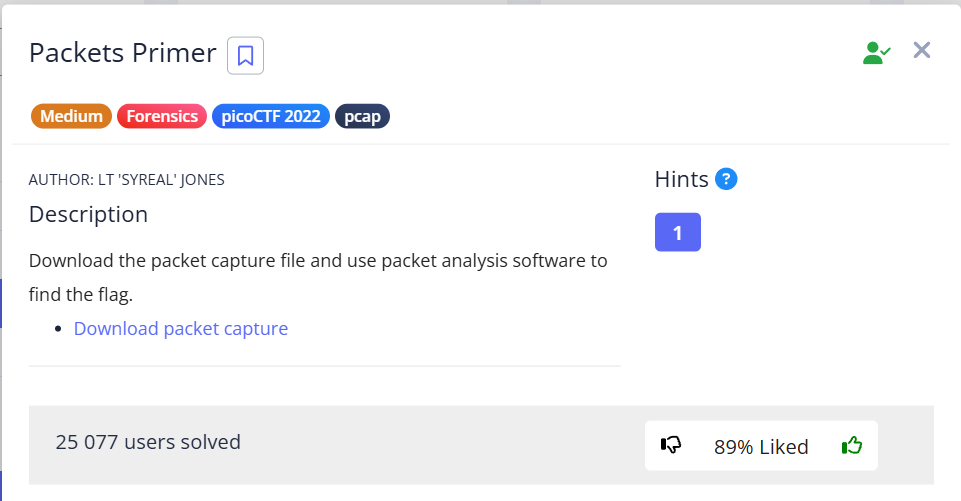 Packets Primer
Medium Forensics picoCTF 2022 pcap
AUTHOR: LT 'SYREAL' JONES
Description
Download the packet capture file and use packet analysis software to
find the flag.
• Download packet capture
Hints ?
1
25 077 users solved
89% Liked